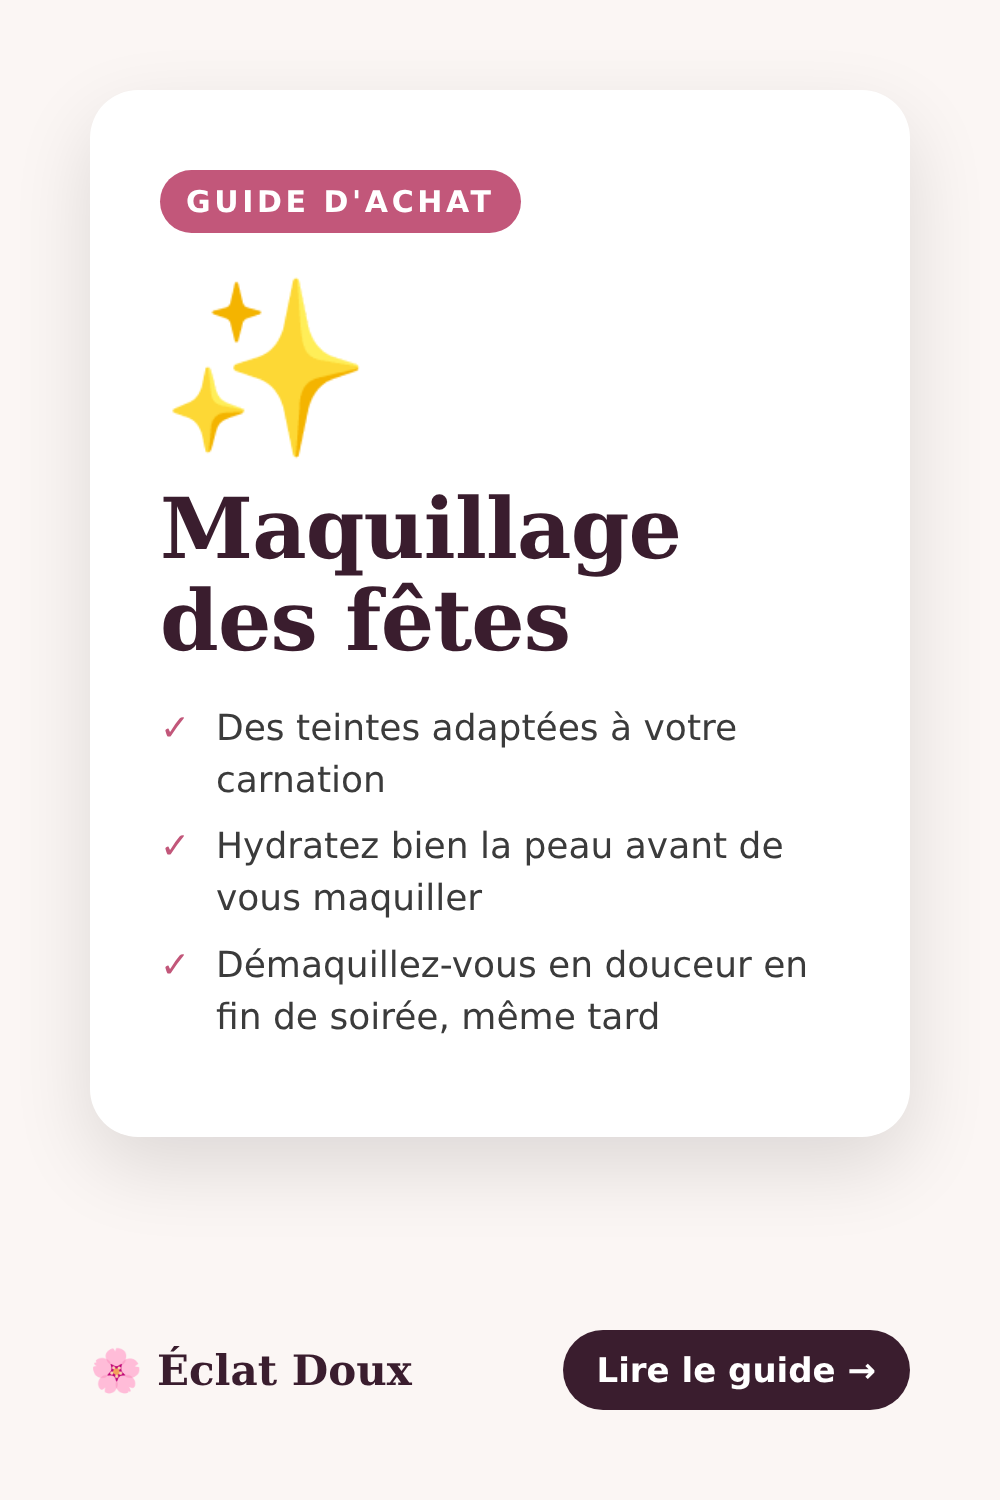 GUIDE D'ACHAT
✨
Maquillage
des fêtes
✓ Des teintes adaptées à votre
carnation
✓ Hydratez bien la peau avant de
vous maquiller
✓ Démaquillez-vous en douceur en
fin de soirée, même tard
🌸 Éclat Doux
Lire le guide →